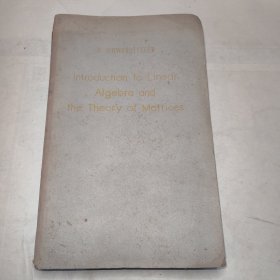 Introduction to Linear
Algebra and
the Theory of Matrices